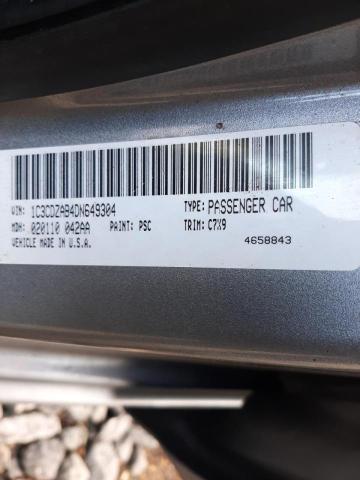 VIN: 1C3CDZAB4DN649304 TYPE: PASSENGER CAR
MDH: 020110 042AA PAINT: PSC TRIM: C7X9
VEHICLE MADE IN U.S.A. 4658843